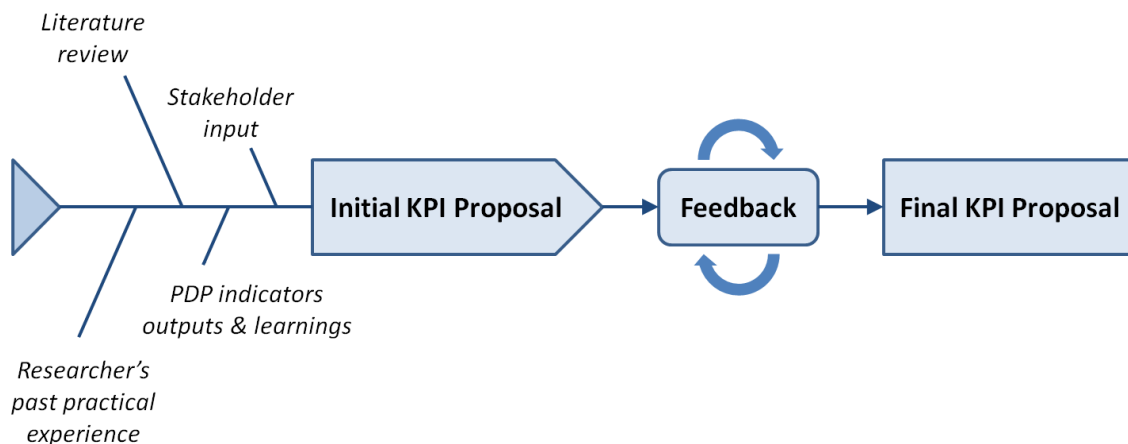 Literature
review
Stakeholder
input
Initial KPI Proposal
Feedback
Final KPI Proposal
PDP indicators
outputs & learnings
Researcher’s
past practical
experience